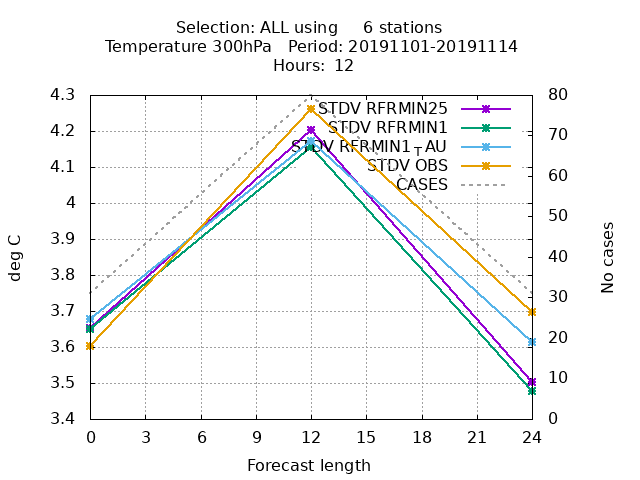 Selection: ALL using 6 stations
Temperature 300hPa Period: 20191101-20191114
Hours: 12
4.3
4.2
4.1
4
3.9
3.8
3.7
3.6
3.5
3.4
deg C
STDV RFRMIN25
STDV RFRMIN1
STDV RFRMIN1TAU
STDV OBS
CASES
80
70
60
50
40
30
20
10
0
No cases
0 3 6 9 12 15 18 21 24
Forecast length